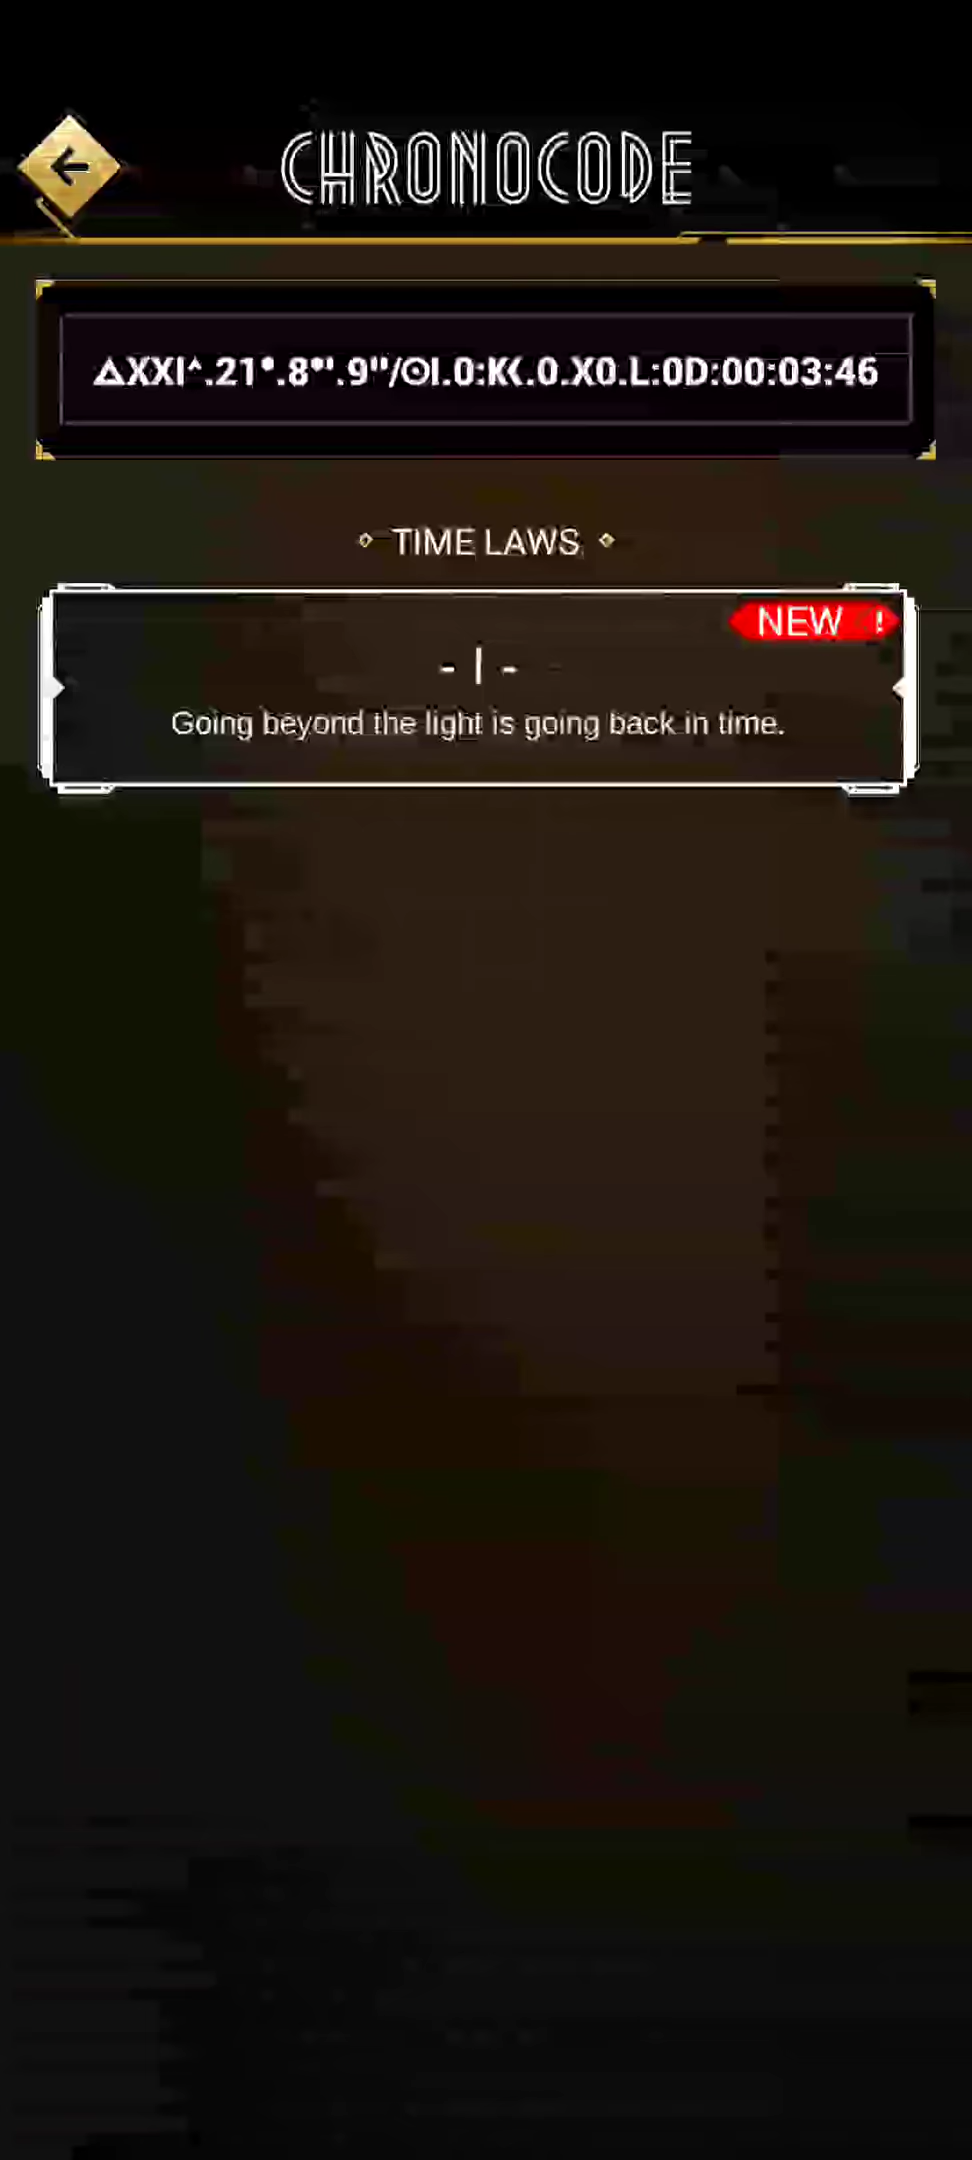 CHRONOCODE
ΔXXI^.21°.8°'.9"/ʘI.0:K⟨.0.X0.L:0D:00:03:46
TIME LAWS
NEW !
- I -
Going beyond the light is going back in time.